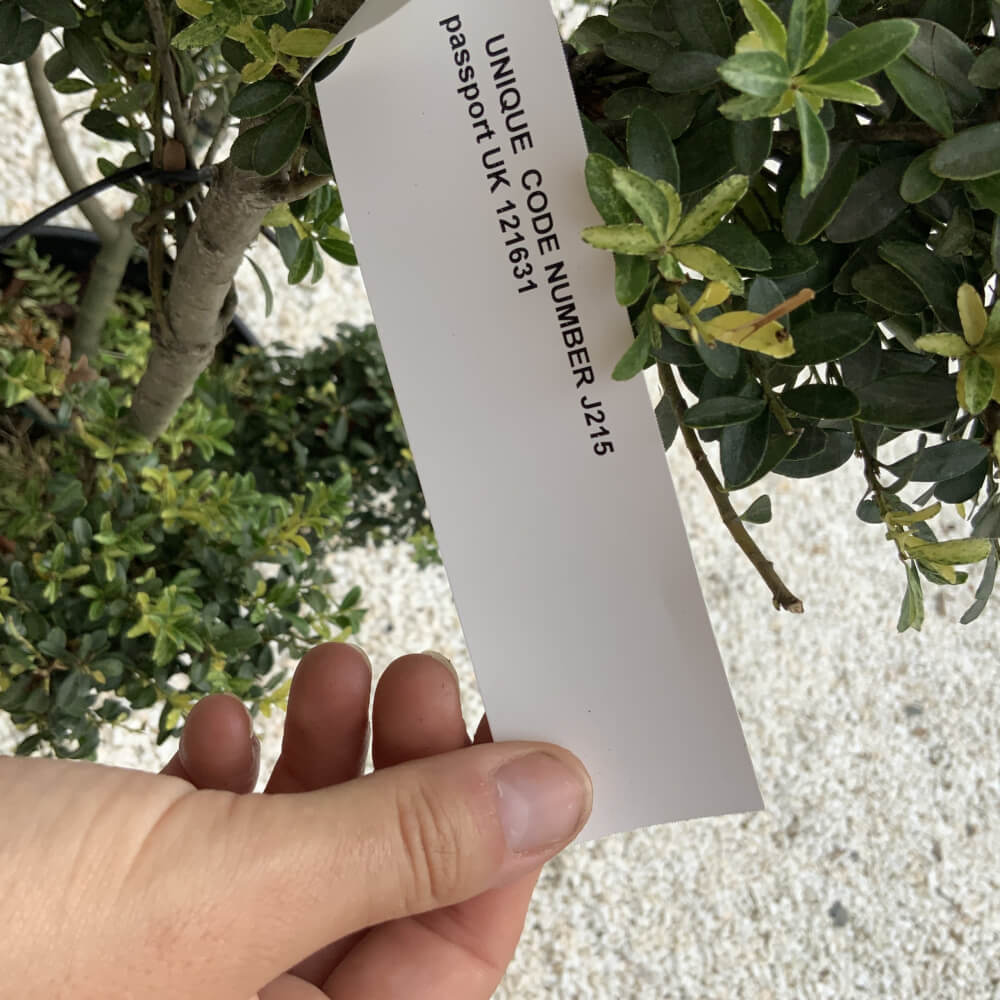 UNIQUE CODE NUMBER J215
passport UK 121631